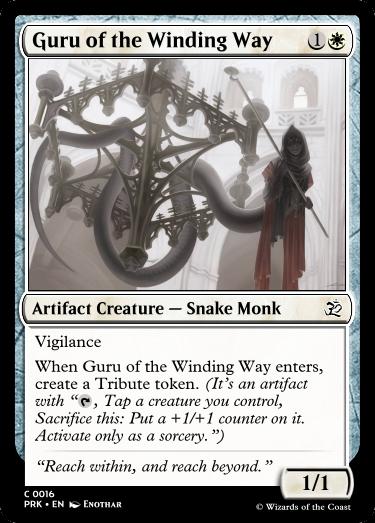 Guru of the Winding Way 1
Artifact Creature — Snake Monk
Vigilance
When Guru of the Winding Way enters,
create a Tribute token. (It's an artifact
with “, Tap a creature you control,
Sacrifice this: Put a +1/+1 counter on it.
Activate only as a sorcery.”)
“Reach within, and reach beyond.”
1/1
C 0016
PRK • EN Enothar
© Wizards of the Coast